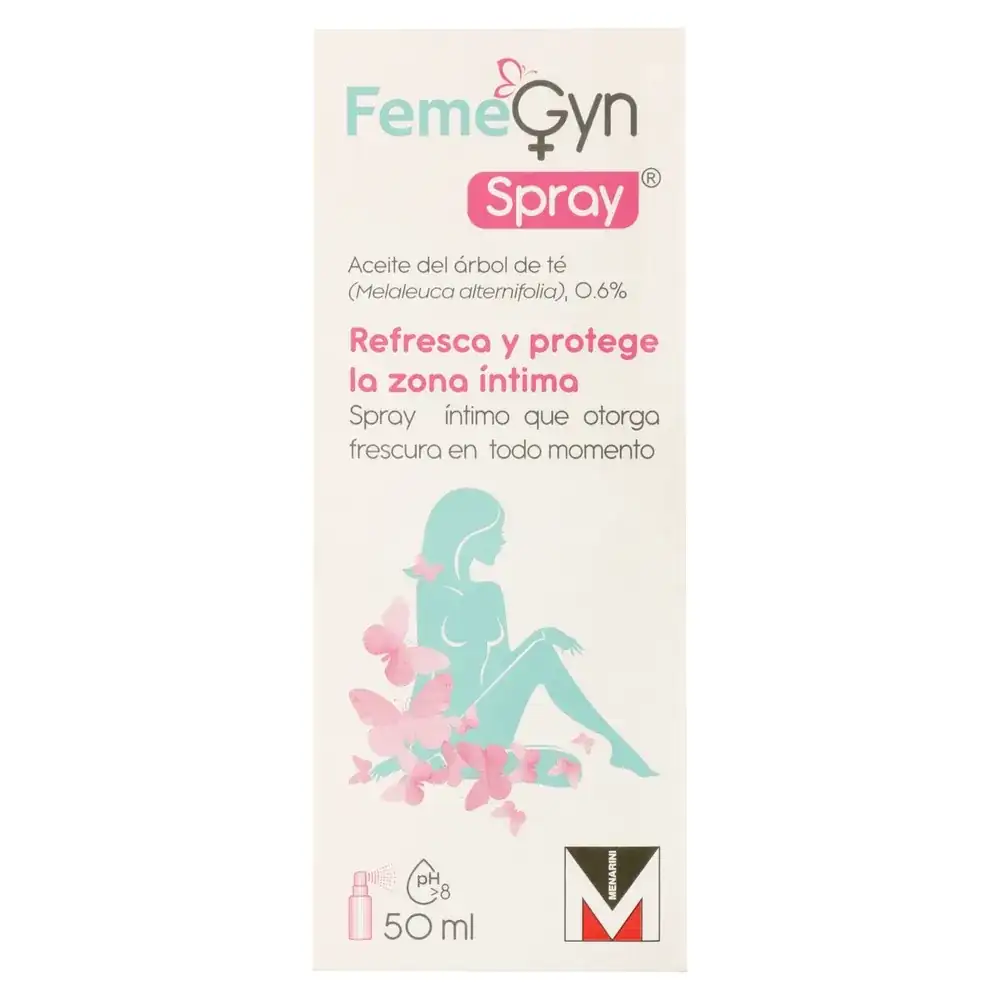 FemeGyn
Spray®
Aceite del árbol de té
(Melaleuca alternifolia), 0.6%
Refresca y protege
la zona íntima
Spray íntimo que otorga
frescura en todo momento
pH
>8
50 ml
MENARINI